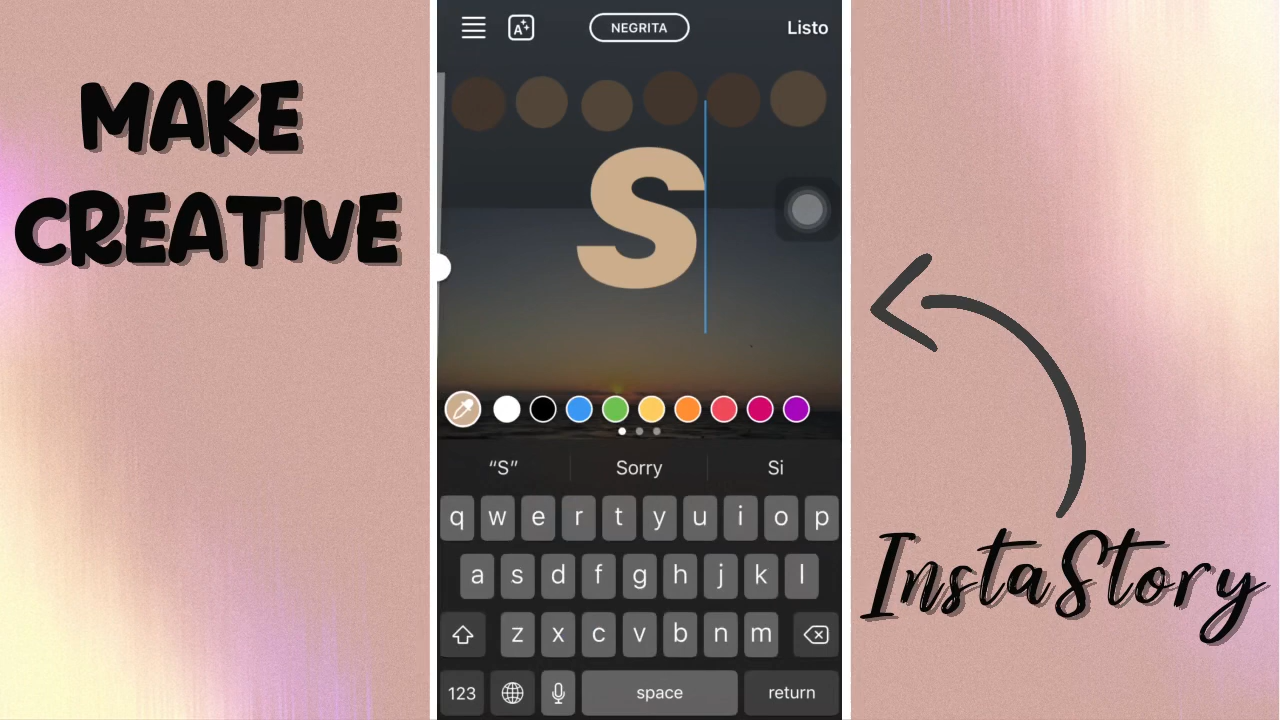 MAKE
CREATIVE
NEGRITA
Listo
S
“S”
Sorry
Si
q w e r t y u i o p
a s d f g h j k l
z x c v b n m
123
space
return
InstaStory